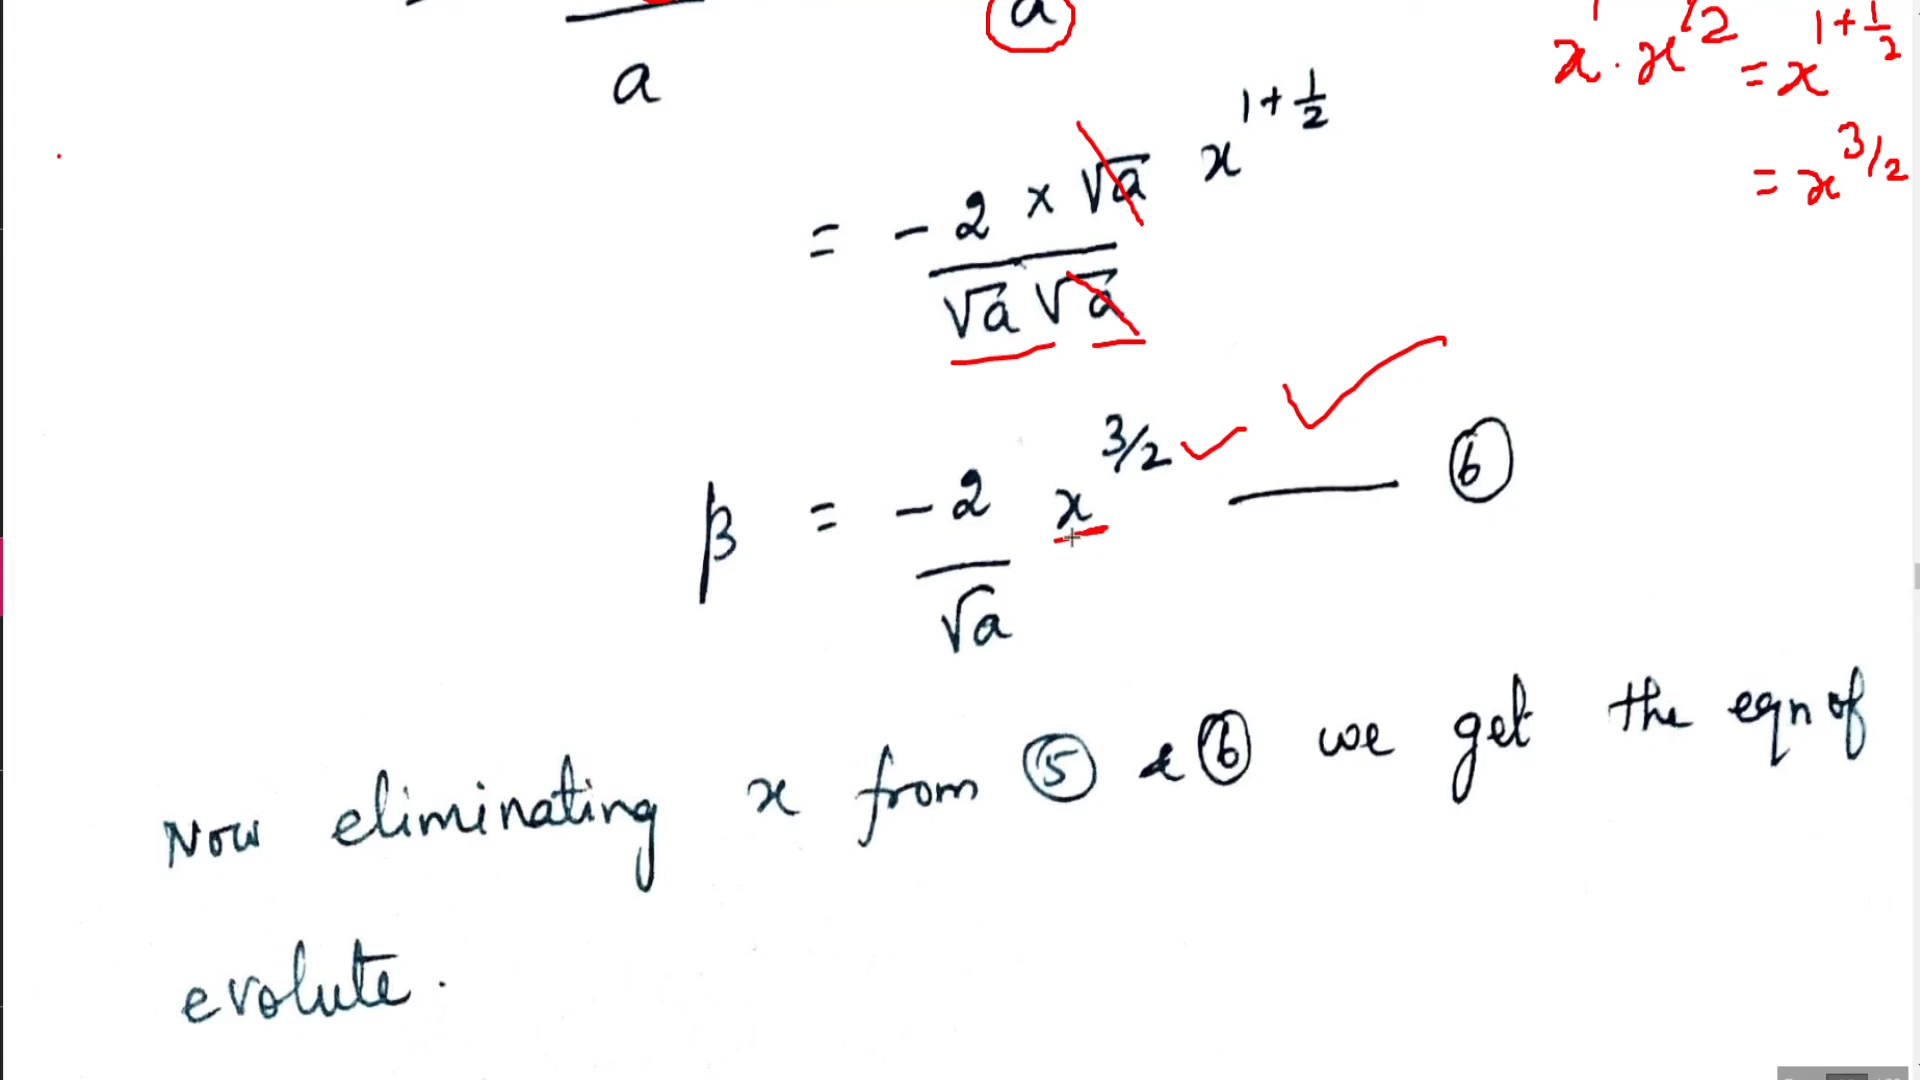 a
a
x¹ · x^1/2 = x^{1+1/2}
= x^{3/2}
= -2 × √a x^{1+1/2}
√a √a
β = -2 x^{3/2} —— ⑥
√a
Now eliminating x from ⑤ & ⑥ we get the eqn of
evolute.